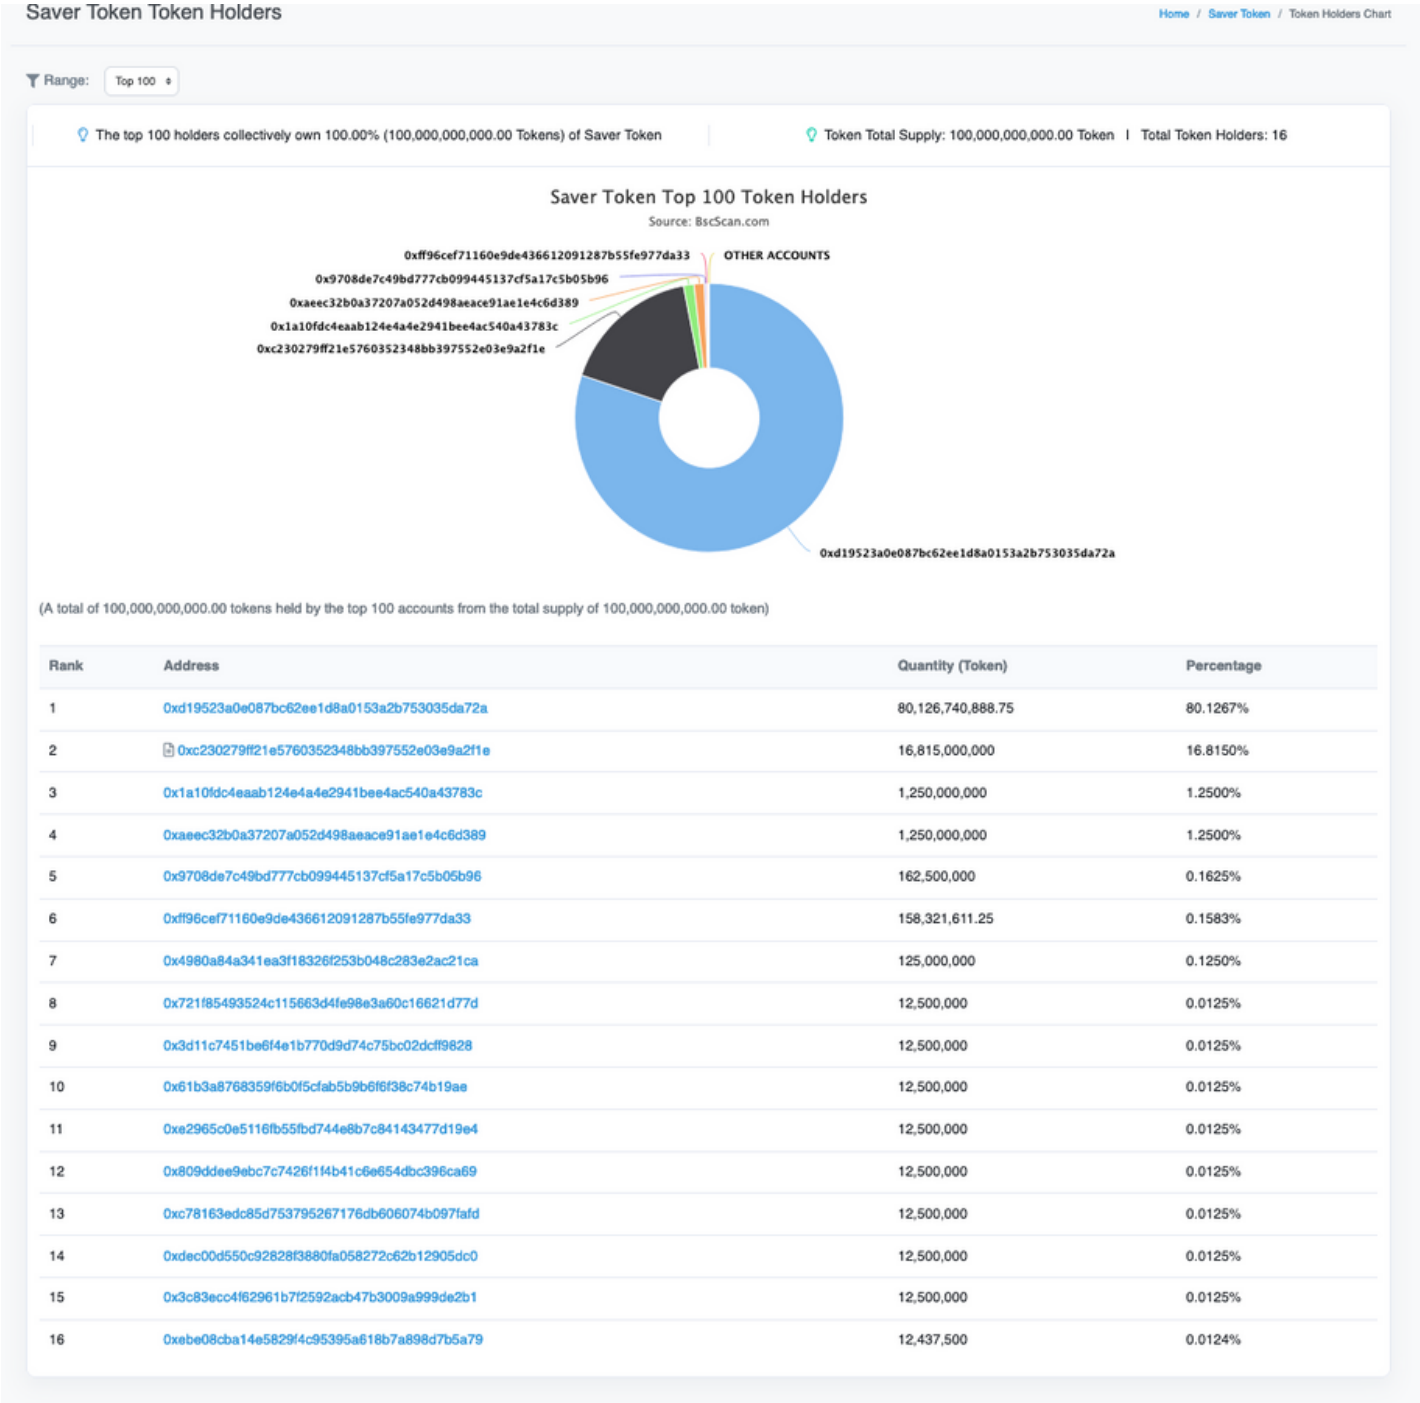 Saver Token Token Holders
Home / Saver Token / Token Holders Chart
Range: Top 100
The top 100 holders collectively own 100.00% (100,000,000,000.00 Tokens) of Saver Token
Token Total Supply: 100,000,000,000.00 Token | Total Token Holders: 16
Saver Token Top 100 Token Holders
Source: BscScan.com
0xff96cef71160e9de436612091287b55fe977da33
OTHER ACCOUNTS
0x9708de7c49bd777cb099445137cf5a17c5b05b96
0xaeec32b0a37207a052d498aeace91ae1e4c6d389
0x1a10fdc4eaab124e4a4e2941bee4ac540a43783c
0xc230279ff21e5760352348bb397552e03e9a2f1e
0xd19523a0e087bc62ee1d8a0153a2b753035da72a
(A total of 100,000,000,000.00 tokens held by the top 100 accounts from the total supply of 100,000,000,000.00 token)
Rank Address Quantity (Token) Percentage
1 0xd19523a0e087bc62ee1d8a0153a2b753035da72a 80,126,740,888.75 80.1267%
2 0xc230279ff21e5760352348bb397552e03e9a2f1e 16,815,000,000 16.8150%
3 0x1a10fdc4eaab124e4a4e2941bee4ac540a43783c 1,250,000,000 1.2500%
4 0xaeec32b0a37207a052d498aeace91ae1e4c6d389 1,250,000,000 1.2500%
5 0x9708de7c49bd777cb099445137cf5a17c5b05b96 162,500,000 0.1625%
6 0xff96cef71160e9de436612091287b55fe977da33 158,321,611.25 0.1583%
7 0x4980a84a341ea3f18326f253b048c283e2ac21ca 125,000,000 0.1250%
8 0x721f85493524c115663d4fe98e3a60c16621d77d 12,500,000 0.0125%
9 0x3d11c7451be6f4e1b770d9d74c75bc02dcff9828 12,500,000 0.0125%
10 0x61b3a8768359f6b0f5cfab5b9b6f6f38c74b19ae 12,500,000 0.0125%
11 0xe2965c0e5116fb55fbd744e8b7c84143477d19e4 12,500,000 0.0125%
12 0x809ddee9ebc7c7426f1f4b41c6e654dbc396ca69 12,500,000 0.0125%
13 0xc78163edc85d753795267176db606074b097fafd 12,500,000 0.0125%
14 0xdec00d550c92828f3880fa058272c62b12905dc0 12,500,000 0.0125%
15 0x3c83ecc4f62961b7f2592acb47b3009a999de2b1 12,500,000 0.0125%
16 0xebe08cba14e5829f4c95395a618b7a898d7b5a79 12,437,500 0.0124%